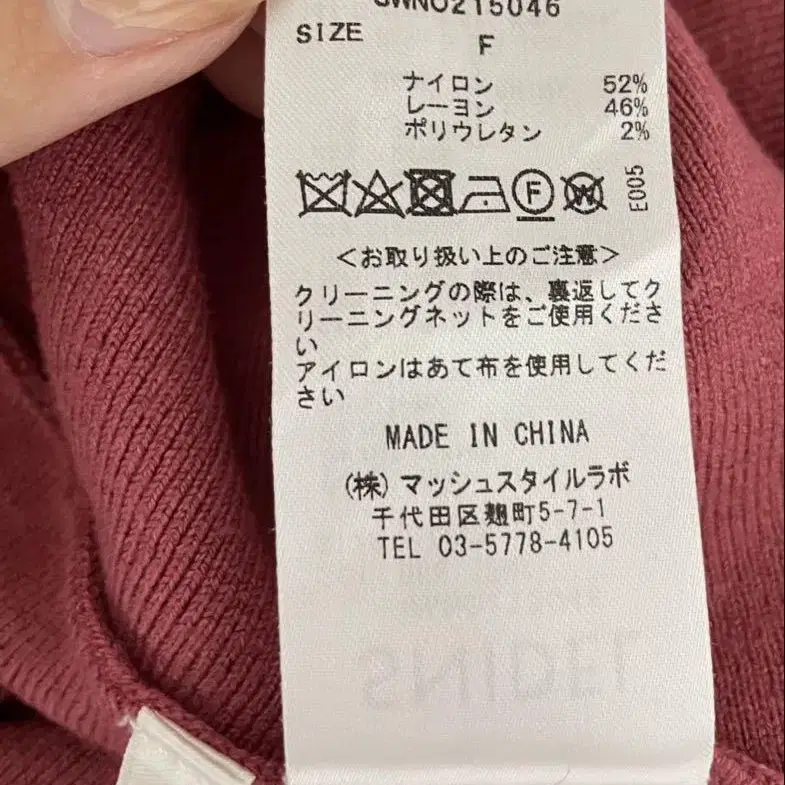 SWNO215046
SIZE F
ナイロン 52%
レーヨン 46%
ポリウレタン 2%
F W E005
<お取り扱い上のご注意>
クリーニングの際は、裏返してク
リーニングネットをご使用くださ
い
アイロンはあて布を使用してくだ
さい
MADE IN CHINA
(株)マッシュスタイルラボ
千代田区麹町5-7-1
TEL 03-5778-4105
SNIDEL